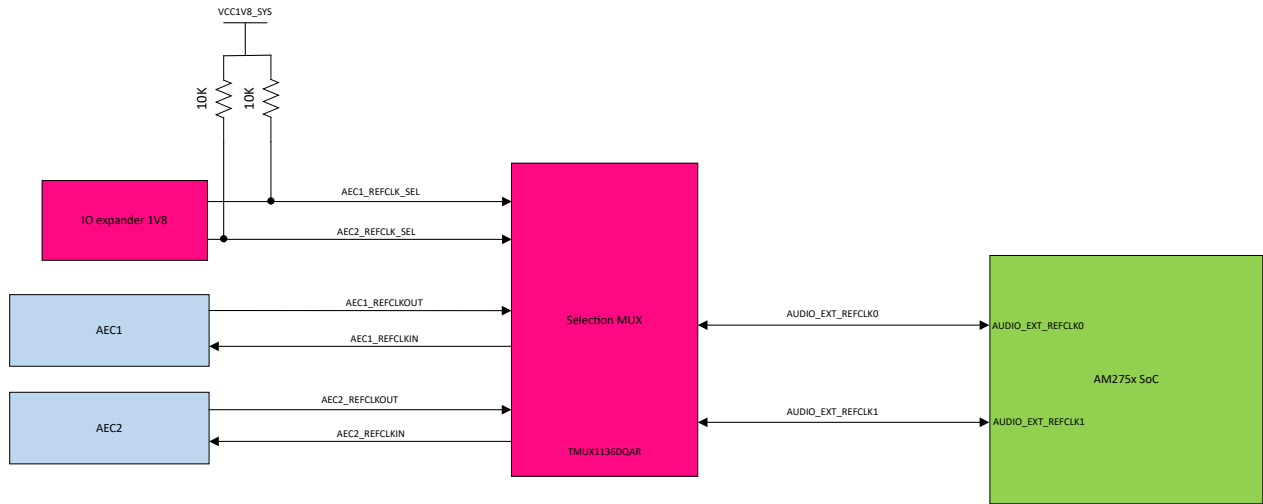 VCC1V8_SYS
10K
10K
AEC1_REFCLK_SEL
IO expander 1V8
AEC2_REFCLK_SEL
AEC1_REFCLKOUT
AEC1
AEC1_REFCLKIN
AEC2_REFCLKOUT
AEC2
AEC2_REFCLKIN
Selection MUX
TMUX1136DQAR
AUDIO_EXT_REFCLK0
AUDIO_EXT_REFCLK0
AM275x SoC
AUDIO_EXT_REFCLK1
AUDIO_EXT_REFCLK1